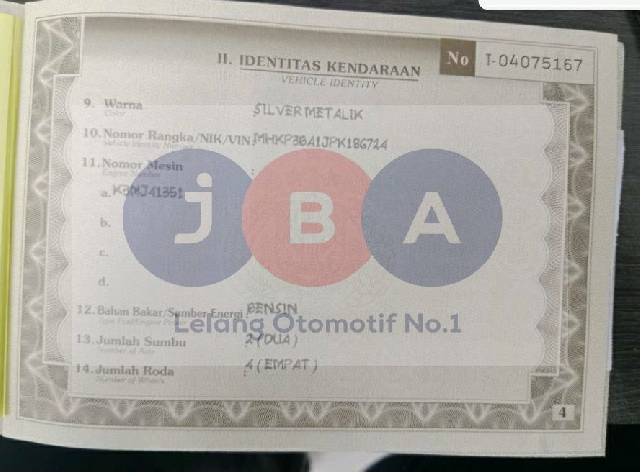 II. IDENTITAS KENDARAAN
VEHICLE IDENTITY
No T-04075167
9. Warna SILVER METALIK
Color
10. Nomor Rangka/NIK/VIN MHKP3BA1JPK186724
11. Nomor Mesin :
Engine Number
a. K3MJ41351
b.
c.
d.
JBA
12. Bahan Bakar/Sumber Energi BENSIN
Lelang Otomotif No.1
13. Jumlah Sumbu 2 (DUA)
Number of Axis
14. Jumlah Roda 4 (EMPAT)
Number of Wheels
4